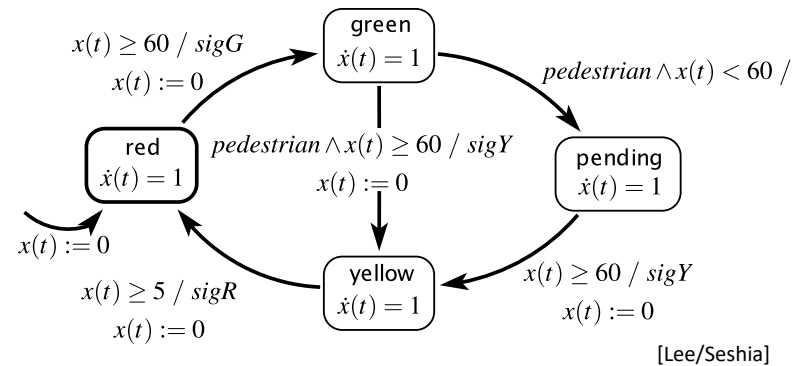 green
ẋ(t) = 1
x(t) ≥ 60 / sigG
x(t) := 0
pedestrian ∧ x(t) < 60 /
red
ẋ(t) = 1
pedestrian ∧ x(t) ≥ 60 / sigY
x(t) := 0
pending
ẋ(t) = 1
x(t) := 0
yellow
ẋ(t) = 1
x(t) ≥ 60 / sigY
x(t) := 0
x(t) ≥ 5 / sigR
x(t) := 0
[Lee/Seshia]